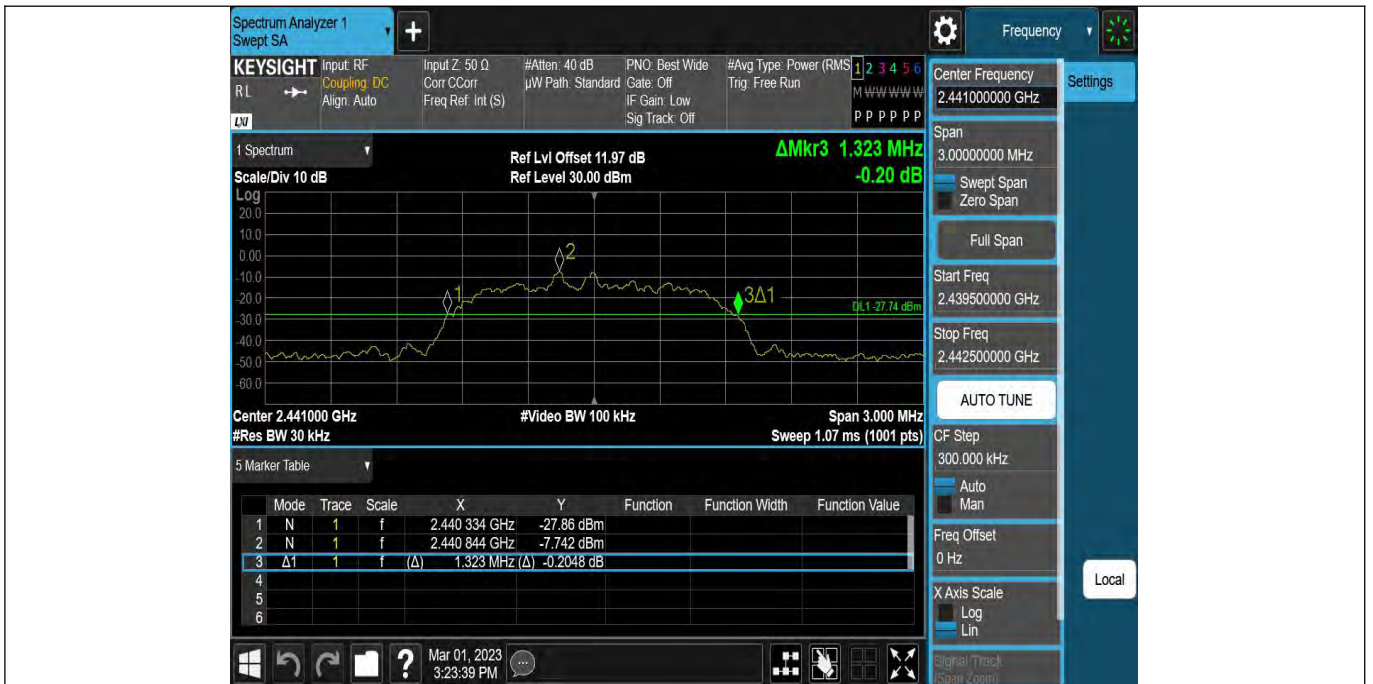 Spectrum Analyzer 1
Swept SA
+
Frequency
KEYSIGHT
RL
LXI
Input: RF
Coupling: DC
Align: Auto
Input Z: 50 Ω
Corr CCorr
Freq Ref: Int (S)
#Atten: 40 dB
µW Path: Standard
PNO: Best Wide
Gate: Off
IF Gain: Low
Sig Track: Off
#Avg Type: Power (RMS
Trig: Free Run
1 2 3 4 5 6
M W W W W W
P P P P P P
1 Spectrum
Scale/Div 10 dB
Ref Lvl Offset 11.97 dB
Ref Level 30.00 dBm
ΔMkr3 1.323 MHz
-0.20 dB
Log
20.0
10.0
0.00
-10.0
-20.0
-30.0
-40.0
-50.0
-60.0
1
2
3Δ1
DL1 -27.74 dBm
Center 2.441000 GHz
#Video BW 100 kHz
Span 3.000 MHz
#Res BW 30 kHz
Sweep 1.07 ms (1001 pts)
5 Marker Table
Mode Trace Scale X Y Function Function Width Function Value
1 N 1 f 2.440 334 GHz -27.86 dBm
2 N 1 f 2.440 844 GHz -7.742 dBm
3 Δ1 1 f (Δ) 1.323 MHz (Δ) -0.2048 dB
4
5
6
?
Mar 01, 2023
3:23:39 PM
Center Frequency
2.441000000 GHz
Settings
Span
3.00000000 MHz
Swept Span
Zero Span
Full Span
Start Freq
2.439500000 GHz
Stop Freq
2.442500000 GHz
AUTO TUNE
CF Step
300.000 kHz
Auto
Man
Freq Offset
0 Hz
Local
X Axis Scale
Log
Lin
Signal Track
(Span Zoom)